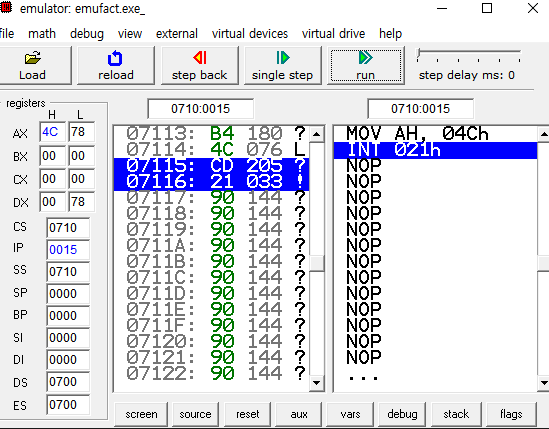 emulator: emufact.exe_
file math debug view external virtual devices virtual drive help
Load reload step back single step run step delay ms: 0
registers
H L
AX 4C 78
BX 00 00
CX 00 00
DX 00 78
CS 0710
IP 0015
SS 0710
SP 0000
BP 0000
SI 0000
DI 0000
DS 0700
ES 0700
0710:0015
07113: B4 180 ?
07114: 4C 076 L
07115: CD 205 ?
07116: 21 033 !
07117: 90 144 ?
07118: 90 144 ?
07119: 90 144 ?
0711A: 90 144 ?
0711B: 90 144 ?
0711C: 90 144 ?
0711D: 90 144 ?
0711E: 90 144 ?
0711F: 90 144 ?
07120: 90 144 ?
07121: 90 144 ?
07122: 90 144 ?
0710:0015
MOV AH, 04Ch
INT 021h
NOP
NOP
NOP
NOP
NOP
NOP
NOP
NOP
NOP
NOP
NOP
NOP
NOP
...
screen source reset aux vars debug stack flags